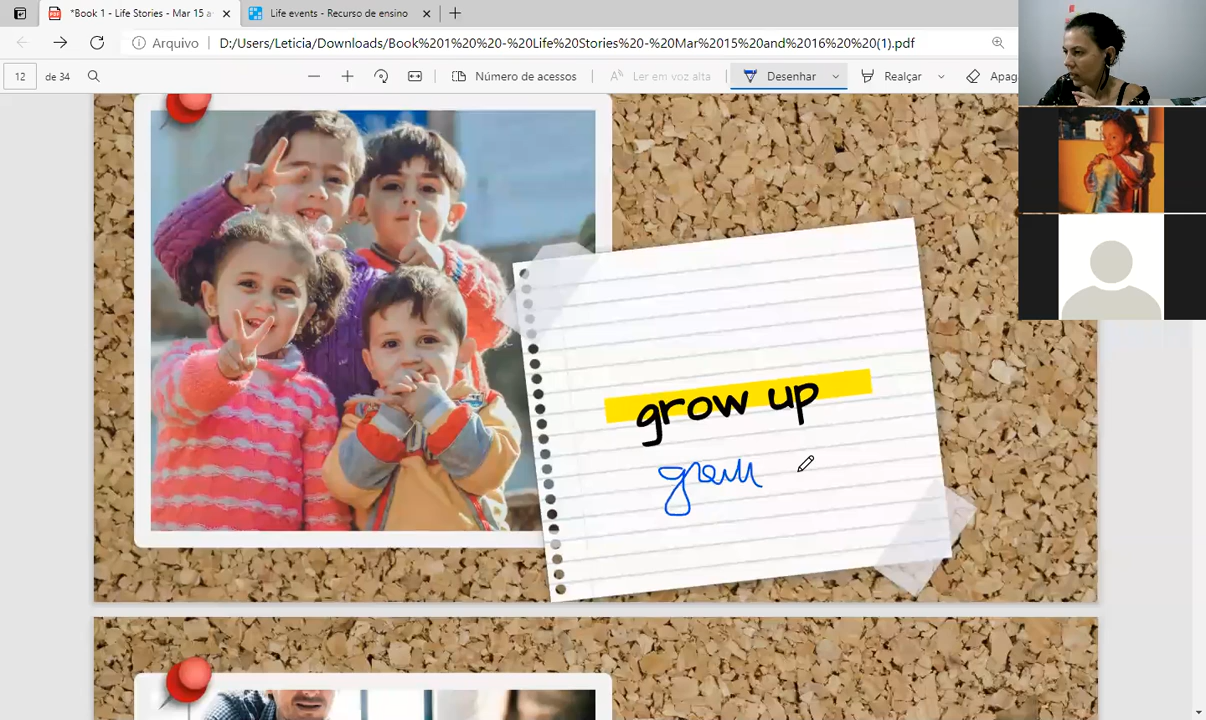 *Book 1 - Life Stories - Mar 15 a
Life events - Recurso de ensino
Arquivo
D:/Users/Leticia/Downloads/Book%201%20%20-%20Life%20Stories%20-%20Mar%2015%20and%2016%20%20(1).pdf
12 de 34
Número de acessos
Ler em voz alta
Desenhar
Realçar
Apag
grow up